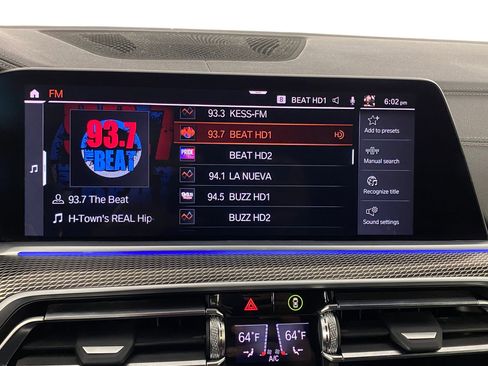 FM
8 BEAT HD1
6:02 pm
93.7
THE BEAT
93.7 The Beat
H-Town's REAL Hip
93.3 KESS-FM
93.7 BEAT HD1
BEAT HD2
94.1 LA NUEVA
94.5 BUZZ HD1
BUZZ HD2
Add to presets
Manual search
Recognize title
Sound settings
64°F
64°F
A/C